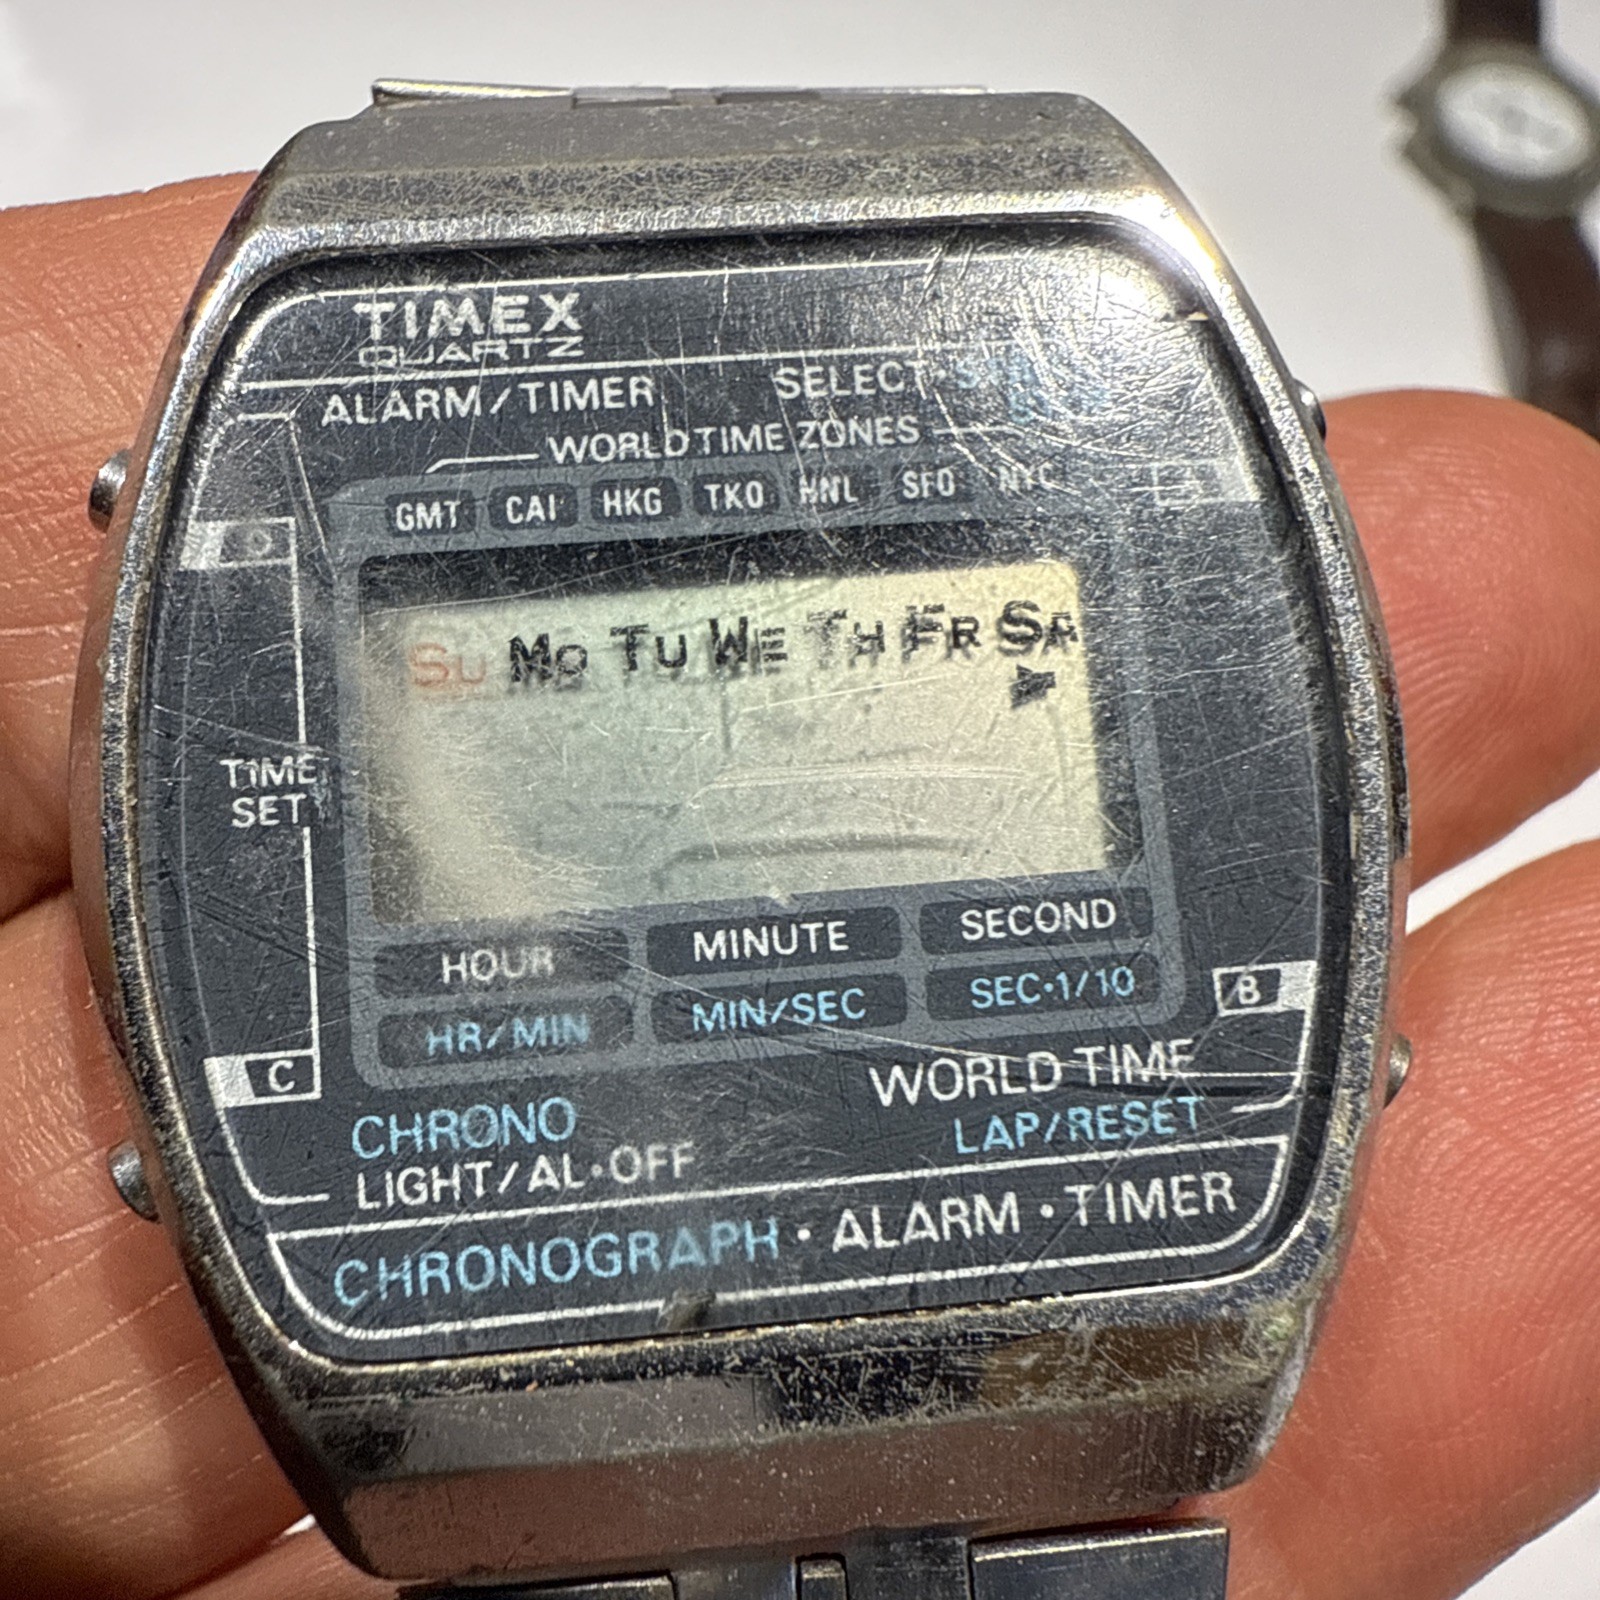 TIMEX
QUARTZ
ALARM/TIMER SELECT
WORLD TIME ZONES
GMT CAI HKG TKO HNL SFO NYC
D
A
Su Mo Tu We Th Fr Sa
TIME
SET
HOUR MINUTE SECOND
HR/MIN MIN/SEC SEC·1/10
B
C
WORLD TIME
CHRONO
LAP/RESET
LIGHT/AL·OFF
CHRONOGRAPH · ALARM · TIMER